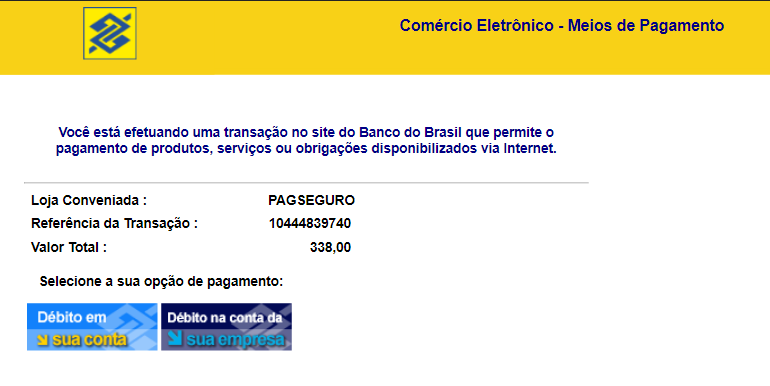 Comércio Eletrônico - Meios de Pagamento
Você está efetuando uma transação no site do Banco do Brasil que permite o
pagamento de produtos, serviços ou obrigações disponibilizados via Internet.
Loja Conveniada : PAGSEGURO
Referência da Transação : 10444839740
Valor Total : 338,00
Selecione a sua opção de pagamento:
Débito em
sua conta
Débito na conta da
sua empresa